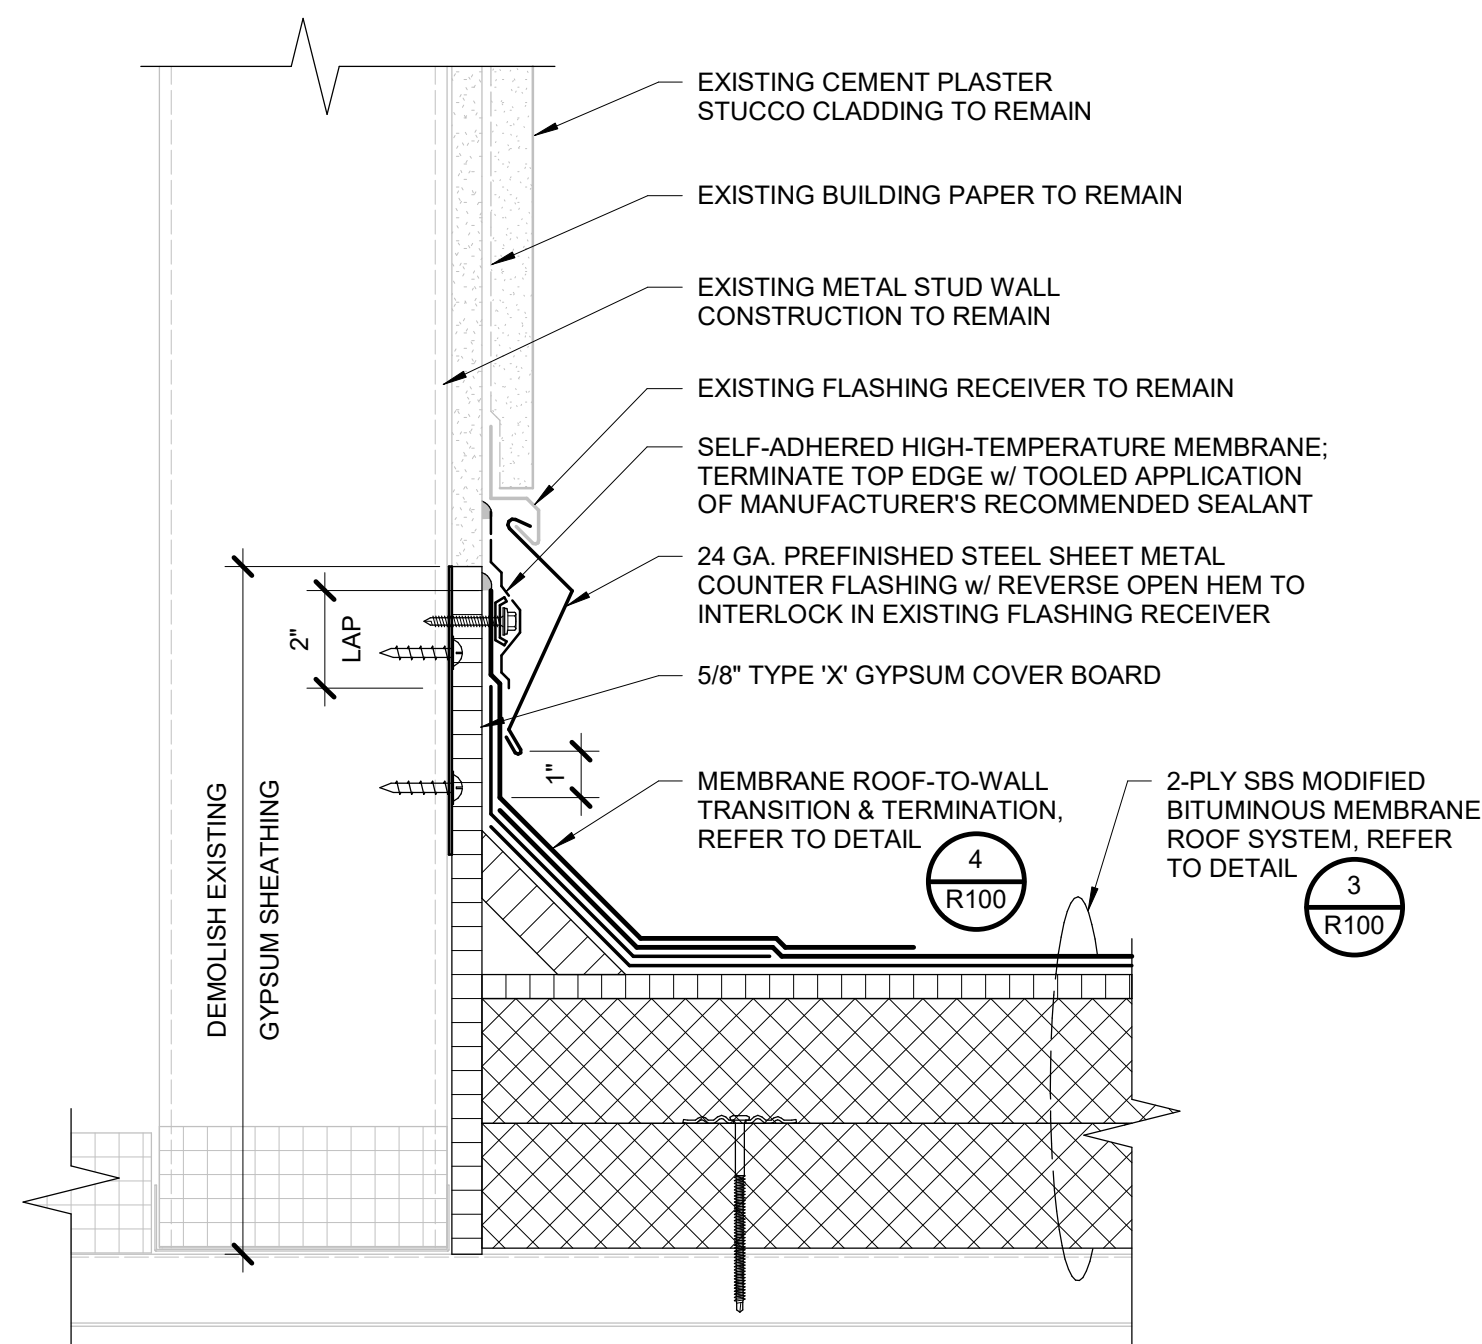 EXISTING CEMENT PLASTER
STUCCO CLADDING TO REMAIN
EXISTING BUILDING PAPER TO REMAIN
EXISTING METAL STUD WALL
CONSTRUCTION TO REMAIN
EXISTING FLASHING RECEIVER TO REMAIN
SELF-ADHERED HIGH-TEMPERATURE MEMBRANE;
TERMINATE TOP EDGE w/ TOOLED APPLICATION
OF MANUFACTURER'S RECOMMENDED SEALANT
24 GA. PREFINISHED STEEL SHEET METAL
COUNTER FLASHING w/ REVERSE OPEN HEM TO
INTERLOCK IN EXISTING FLASHING RECEIVER
5/8" TYPE 'X' GYPSUM COVER BOARD
MEMBRANE ROOF-TO-WALL
TRANSITION & TERMINATION,
REFER TO DETAIL
4
R100
2-PLY SBS MODIFIED
BITUMINOUS MEMBRANE
ROOF SYSTEM, REFER
TO DETAIL
3
R100
2"
LAP
1"
DEMOLISH EXISTING
GYPSUM SHEATHING